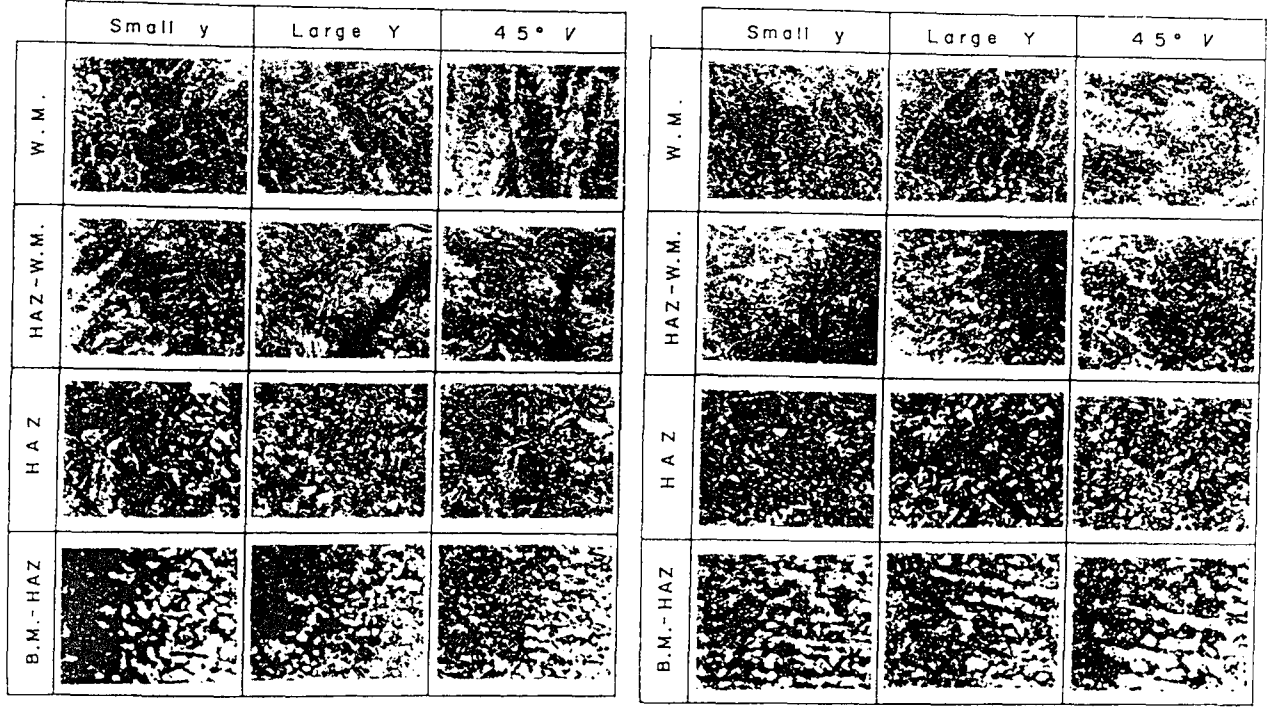 Small y Large Y 45° V
W.M.
HAZ-W.M.
HAZ
B.M.-HAZ
Small y Large Y 45° V
W.M.
HAZ-W.M.
HAZ
B.M.-HAZ